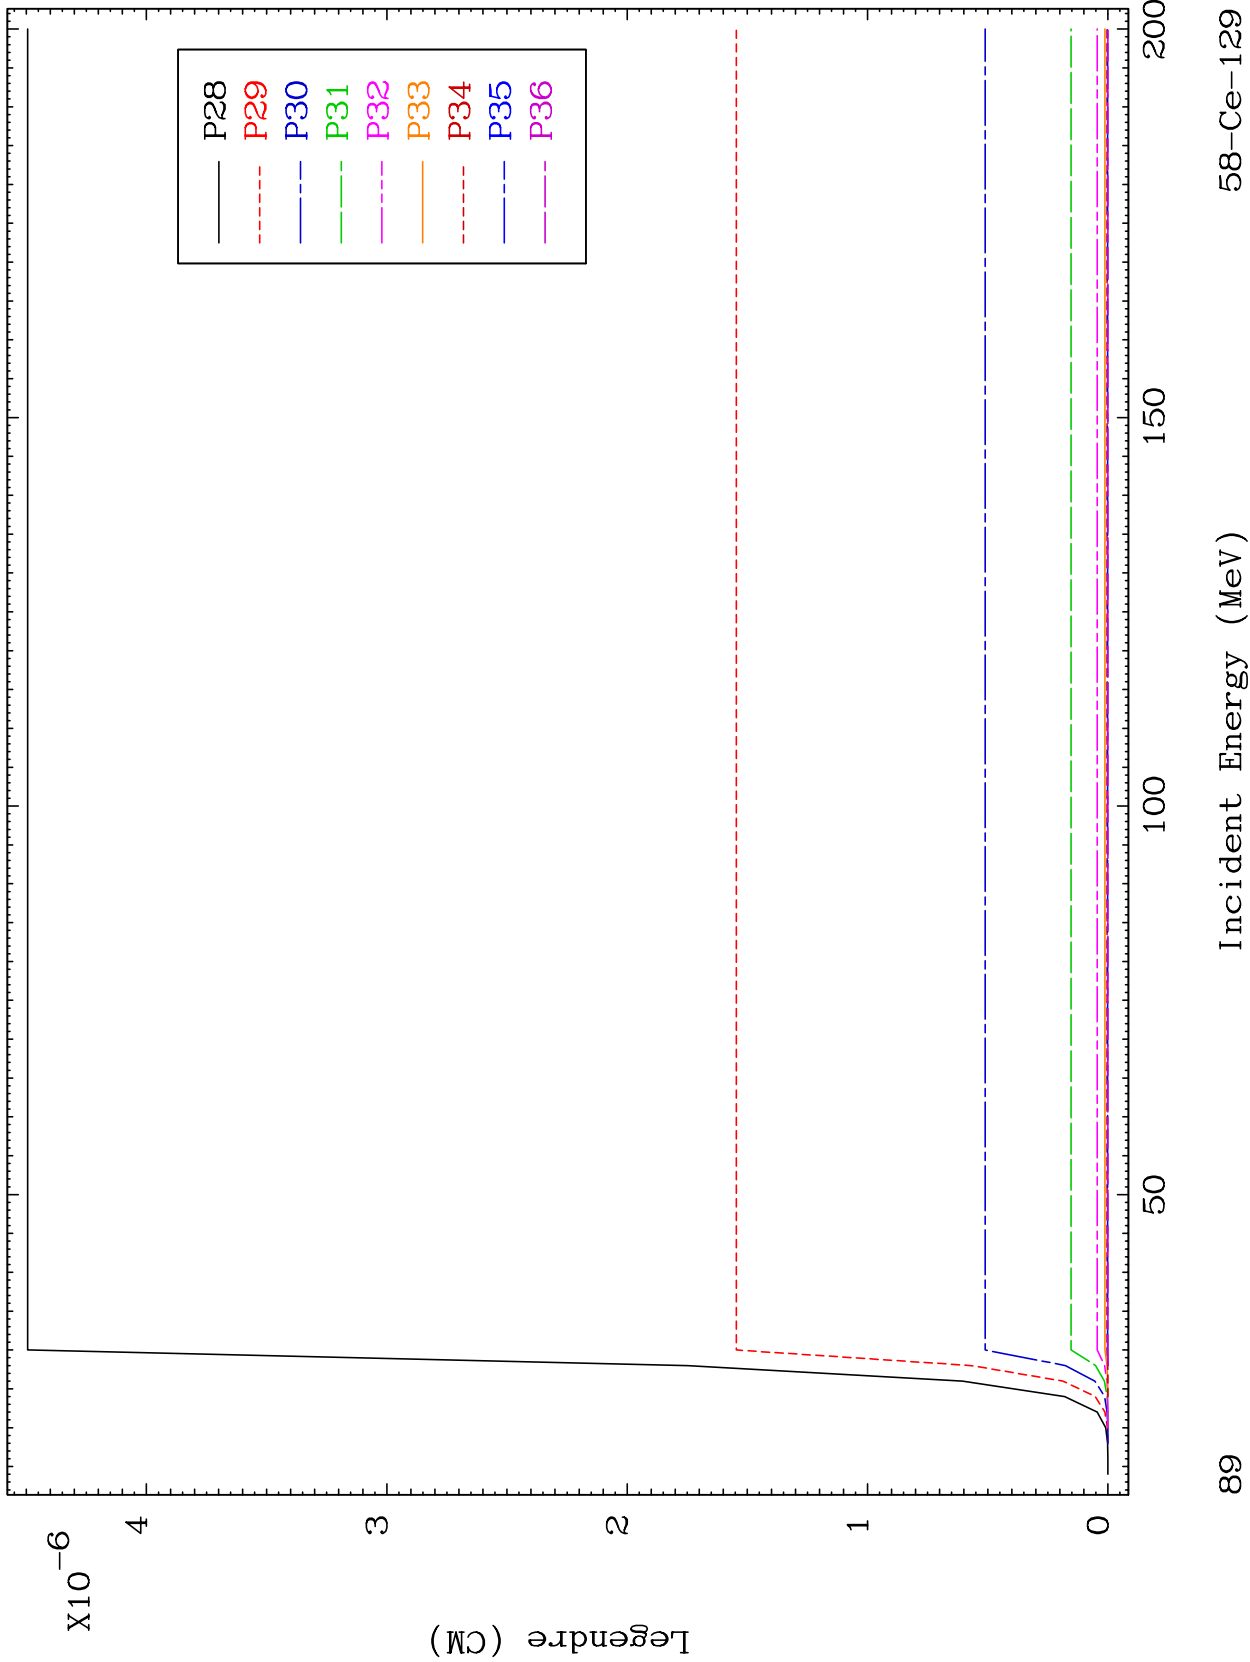 X10
-6
4
3
2
1
0
Legendre (CM)
P28
P29
P30
P31
P32
P33
P34
P35
P36
50
100
150
200
Incident Energy (MeV)
89
58-Ce-129